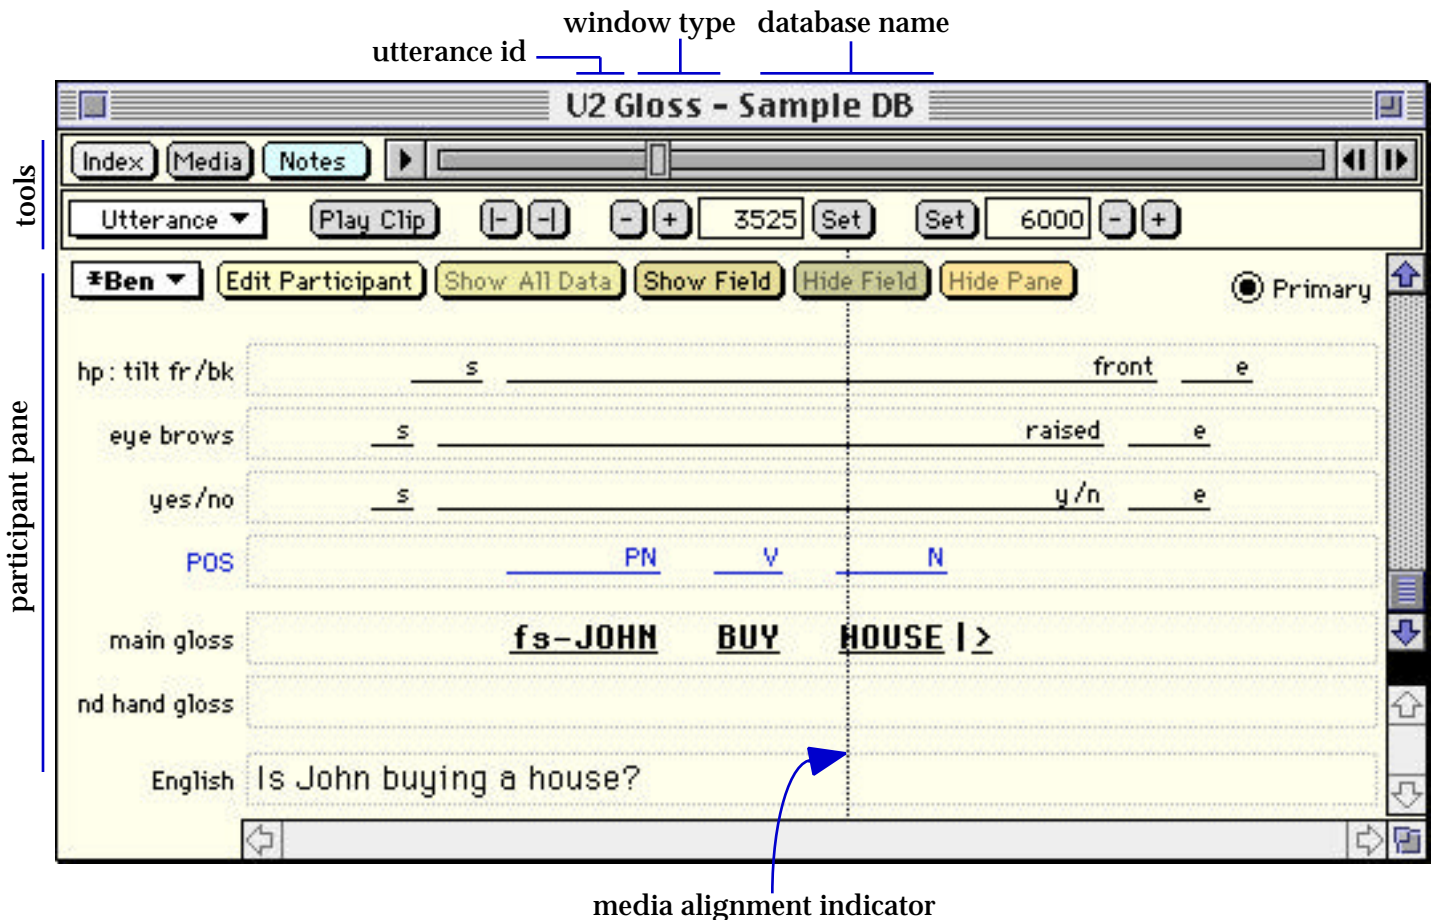 window type database name
utterance id
U2 Gloss - Sample DB
tools
Index Media Notes
Utterance Play Clip |- -| - + 3525 Set Set 6000 - +
participant pane
*Ben Edit Participant Show All Data Show Field Hide Field Hide Pane Primary
hp: tilt fr/bk s front e
eye brows s raised e
yes/no s y/n e
POS PN V N
main gloss fs-JOHN BUY HOUSE |>
nd hand gloss
English Is John buying a house?
media alignment indicator